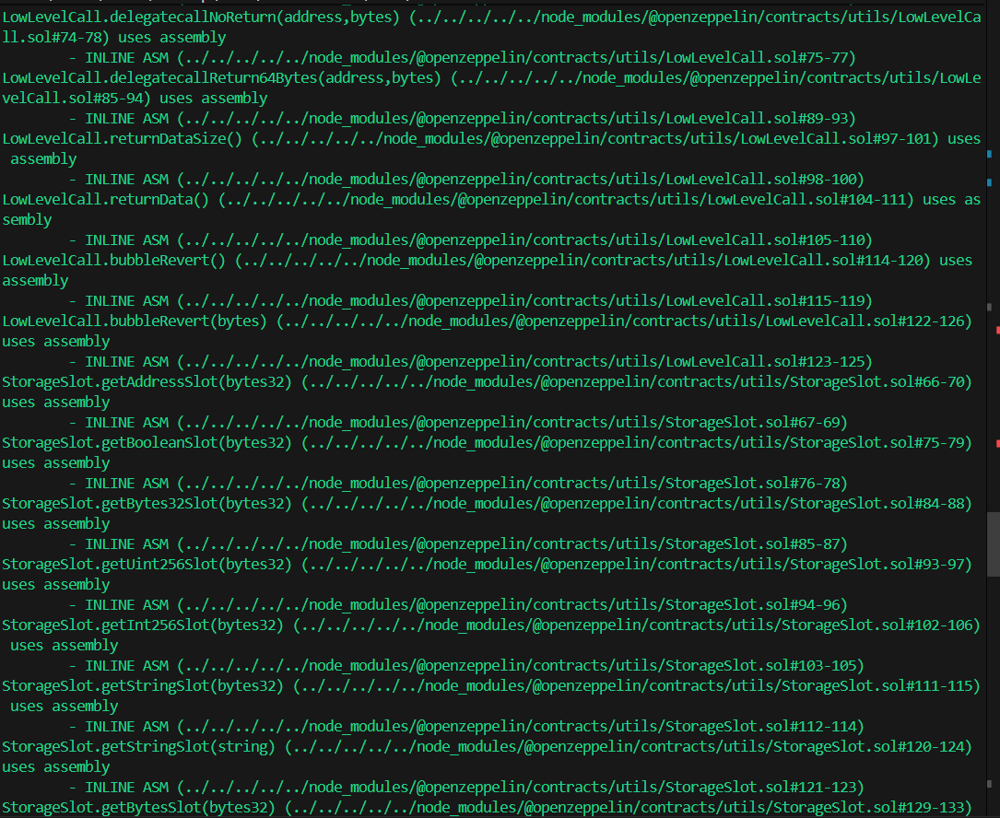 LowLevelCall.delegatecallNoReturn(address,bytes) (../../../../../node_modules/@openzeppelin/contracts/utils/LowLevelCa
ll.sol#74-78) uses assembly
        - INLINE ASM (../../../../../node_modules/@openzeppelin/contracts/utils/LowLevelCall.sol#75-77)
LowLevelCall.delegatecallReturn64Bytes(address,bytes) (../../../../../node_modules/@openzeppelin/contracts/utils/LowLe
velCall.sol#85-94) uses assembly
        - INLINE ASM (../../../../../node_modules/@openzeppelin/contracts/utils/LowLevelCall.sol#89-93)
LowLevelCall.returnDataSize() (../../../../../node_modules/@openzeppelin/contracts/utils/LowLevelCall.sol#97-101) uses
 assembly
        - INLINE ASM (../../../../../node_modules/@openzeppelin/contracts/utils/LowLevelCall.sol#98-100)
LowLevelCall.returnData() (../../../../../node_modules/@openzeppelin/contracts/utils/LowLevelCall.sol#104-111) uses as
sembly
        - INLINE ASM (../../../../../node_modules/@openzeppelin/contracts/utils/LowLevelCall.sol#105-110)
LowLevelCall.bubbleRevert() (../../../../../node_modules/@openzeppelin/contracts/utils/LowLevelCall.sol#114-120) uses
assembly
        - INLINE ASM (../../../../../node_modules/@openzeppelin/contracts/utils/LowLevelCall.sol#115-119)
LowLevelCall.bubbleRevert(bytes) (../../../../../node_modules/@openzeppelin/contracts/utils/LowLevelCall.sol#122-126)
uses assembly
        - INLINE ASM (../../../../../node_modules/@openzeppelin/contracts/utils/LowLevelCall.sol#123-125)
StorageSlot.getAddressSlot(bytes32) (../../../../../node_modules/@openzeppelin/contracts/utils/StorageSlot.sol#66-70)
uses assembly
        - INLINE ASM (../../../../../node_modules/@openzeppelin/contracts/utils/StorageSlot.sol#67-69)
StorageSlot.getBooleanSlot(bytes32) (../../../../../node_modules/@openzeppelin/contracts/utils/StorageSlot.sol#75-79)
uses assembly
        - INLINE ASM (../../../../../node_modules/@openzeppelin/contracts/utils/StorageSlot.sol#76-78)
StorageSlot.getBytes32Slot(bytes32) (../../../../../node_modules/@openzeppelin/contracts/utils/StorageSlot.sol#84-88)
uses assembly
        - INLINE ASM (../../../../../node_modules/@openzeppelin/contracts/utils/StorageSlot.sol#85-87)
StorageSlot.getUint256Slot(bytes32) (../../../../../node_modules/@openzeppelin/contracts/utils/StorageSlot.sol#93-97)
uses assembly
        - INLINE ASM (../../../../../node_modules/@openzeppelin/contracts/utils/StorageSlot.sol#94-96)
StorageSlot.getInt256Slot(bytes32) (../../../../../node_modules/@openzeppelin/contracts/utils/StorageSlot.sol#102-106)
 uses assembly
        - INLINE ASM (../../../../../node_modules/@openzeppelin/contracts/utils/StorageSlot.sol#103-105)
StorageSlot.getStringSlot(bytes32) (../../../../../node_modules/@openzeppelin/contracts/utils/StorageSlot.sol#111-115)
 uses assembly
        - INLINE ASM (../../../../../node_modules/@openzeppelin/contracts/utils/StorageSlot.sol#112-114)
StorageSlot.getStringSlot(string) (../../../../../node_modules/@openzeppelin/contracts/utils/StorageSlot.sol#120-124)
uses assembly
        - INLINE ASM (../../../../../node_modules/@openzeppelin/contracts/utils/StorageSlot.sol#121-123)
StorageSlot.getBytesSlot(bytes32) (../../../../../node_modules/@openzeppelin/contracts/utils/StorageSlot.sol#129-133)